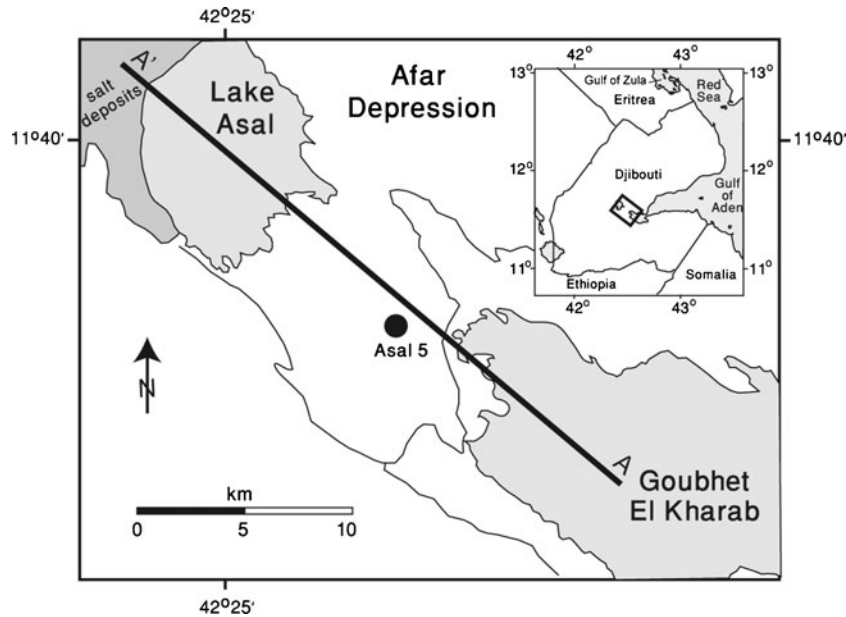 42°25'
A'
salt
deposits
Lake
Asal
Afar
Depression
11°40'
11°40'
42°
43°
13°
13°
Gulf of Zula
Red
Sea
Eritrea
12°
12°
Djibouti
Gulf
of
Aden
11°
11°
Ethiopia
Somalia
42°
43°
Asal 5
N
A
Goubhet
El Kharab
km
0
5
10
42°25'